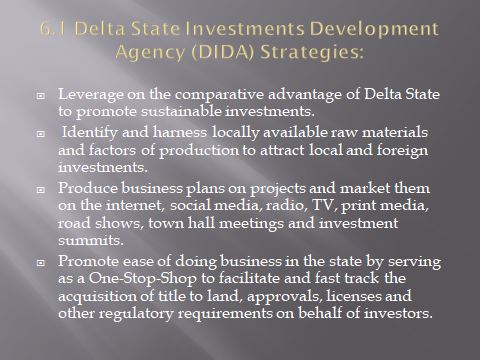 6.1 Delta State Investments Development
Agency (DIDA) Strategies:
Leverage on the comparative advantage of Delta State
to promote sustainable investments.
Identify and harness locally available raw materials
and factors of production to attract local and foreign
investments.
Produce business plans on projects and market them
on the internet, social media, radio, TV, print media,
road shows, town hall meetings and investment
summits.
Promote ease of doing business in the state by serving
as a One-Stop-Shop to facilitate and fast track the
acquisition of title to land, approvals, licenses and
other regulatory requirements on behalf of investors.